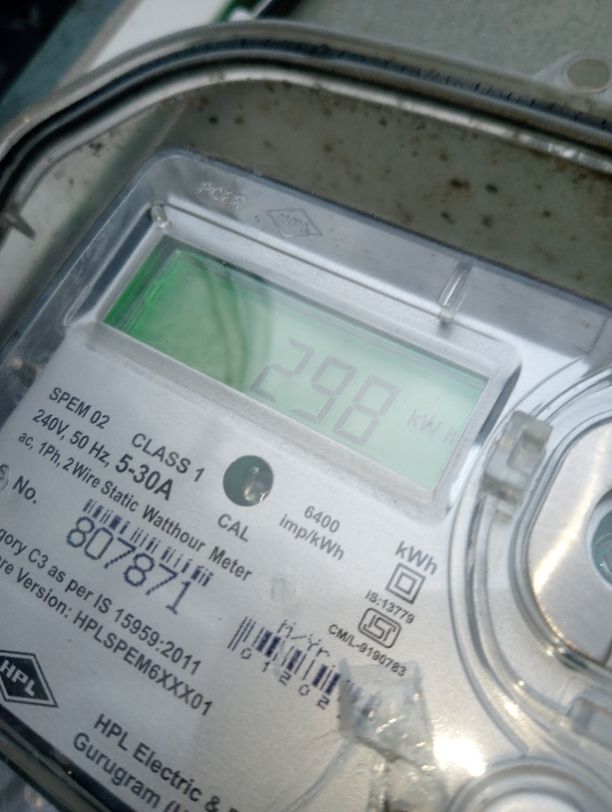 298 kWh
SPEM 02 CLASS 1
240V, 50 Hz, 5-30A
ac, 1Ph, 2 Wire Static Watthour Meter
No.
807871
CAL
6400
imp/kWh
kWh
IS:13779
CM/L-9190783
gory C3 as per IS 15959:2011
re Version: HPLSPEM6XXX01
M/Yr.
HPL
HPL Electric &
Gurugram